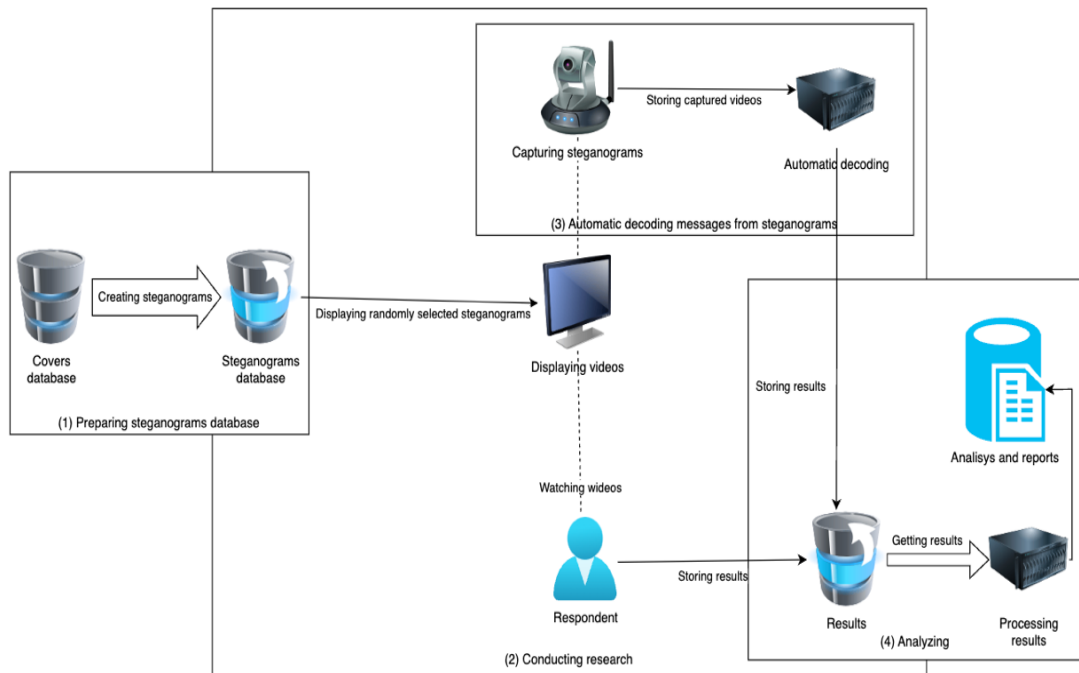 Storing captured videos
Capturing steganograms
Automatic decoding
(3) Automatic decoding messages from steganograms
Creating steganograms
Covers
database
Steganograms
database
(1) Preparing steganograms database
Displaying randomly selected steganograms
Displaying videos
Storing results
Analisys and reports
Watching wideos
Respondent
Storing results
(2) Conducting research
Getting results
Results
Processing
results
(4) Analyzing